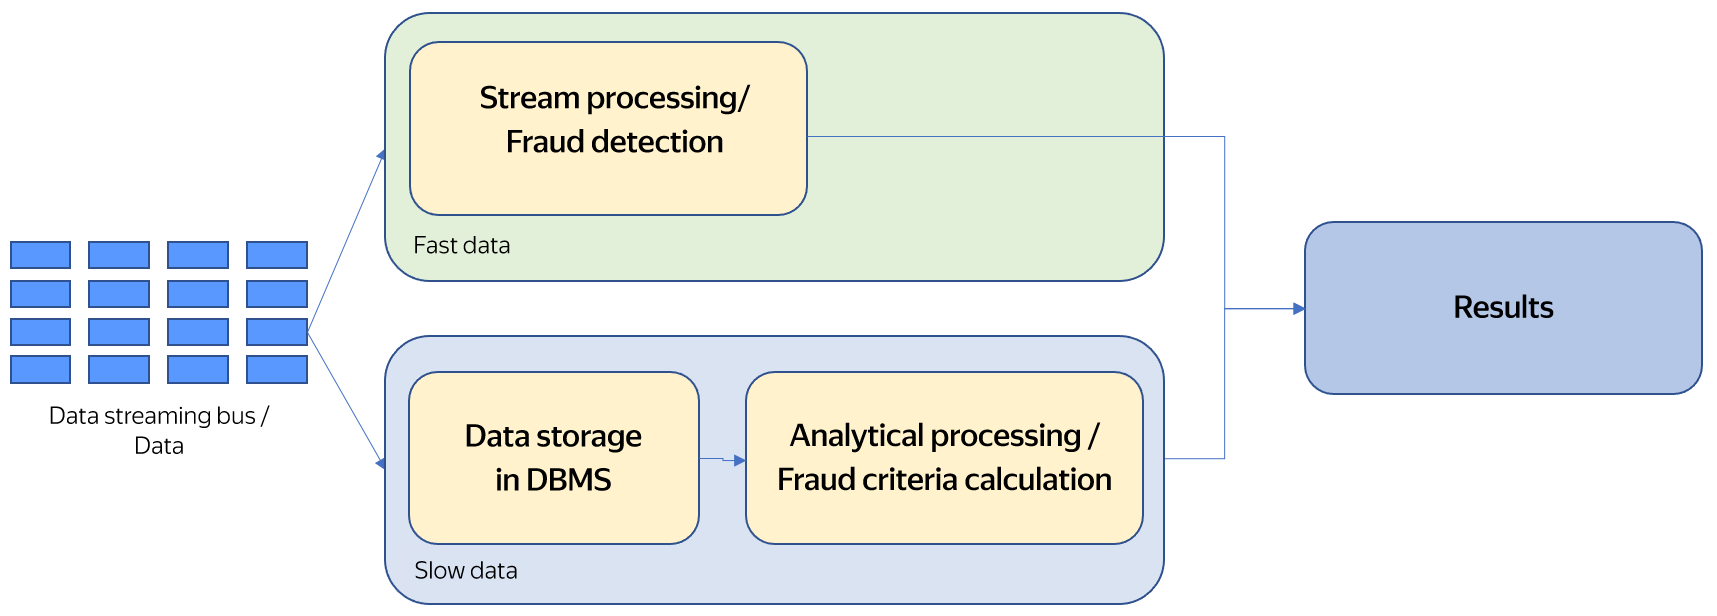 Stream processing/
Fraud detection
Fast data
Data streaming bus /
Data
Data storage
in DBMS
Analytical processing /
Fraud criteria calculation
Slow data
Results